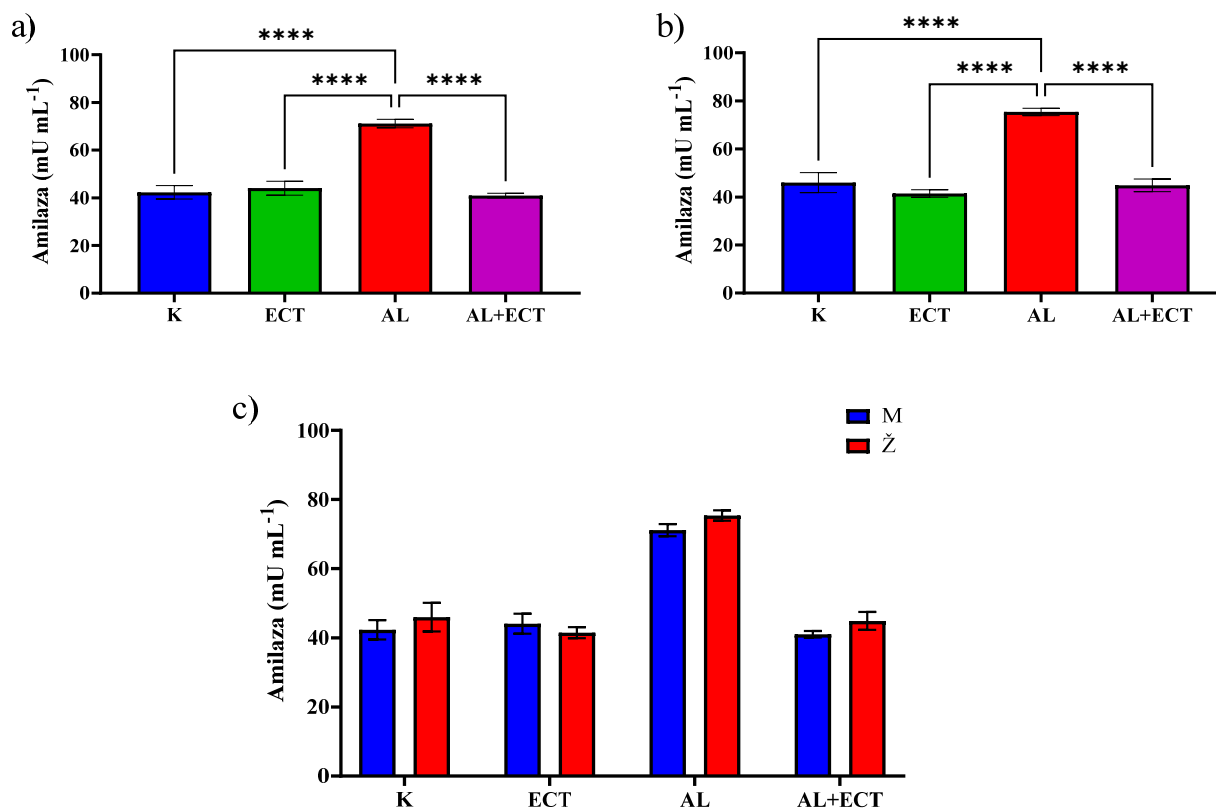 a)
****
****
****
Amilaza (mU mL⁻¹)
100
80
60
40
20
0
K
ECT
AL
AL+ECT
b)
****
****
****
Amilaza (mU mL⁻¹)
100
80
60
40
20
0
K
ECT
AL
AL+ECT
c)
M
Ž
Amilaza (mU mL⁻¹)
100
80
60
40
20
0
K
ECT
AL
AL+ECT